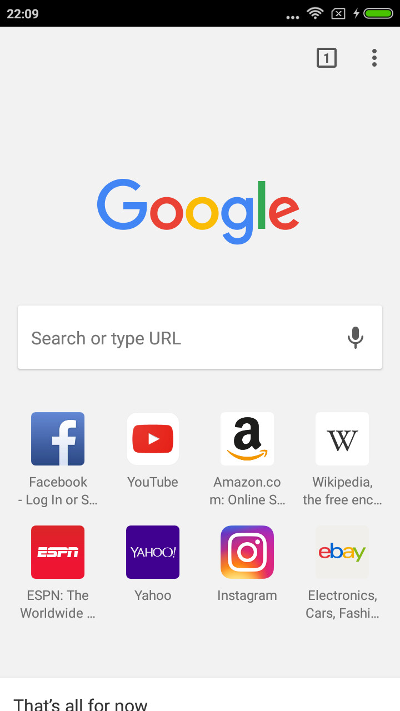 22:09
1
Google
Search or type URL
f
a
W
Facebook
- Log In or S...
YouTube
Amazon.co
m: Online S...
Wikipedia,
the free enc...
ESPN
YAHOO!
ebay
ESPN: The
Worldwide ...
Yahoo
Instagram
Electronics,
Cars, Fashi...
That's all for now